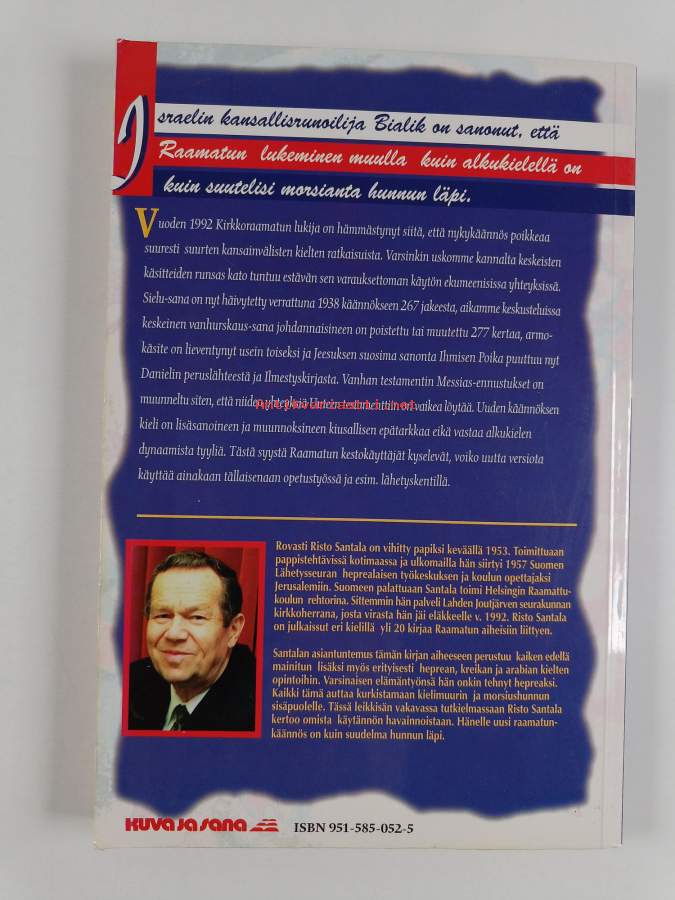 Israelin kansallisrunoilija Bialik on sanonut, että
Raamatun lukeminen muulla kuin alkukielellä on
kuin suutelisi morsianta hunnun läpi.
Vuoden 1992 Kirkkoraamatun lukija on hämmästynyt siitä, että nykykäännös poikkeaa
suuresti suurten kansainvälisten kielten ratkaisuista. Varsinkin uskomme kannalta keskeisten
käsitteiden runsas kato tuntuu estävän sen varauksettoman käytön ekumeenisissa yhteyksissä.
Sielu-sana on nyt häivytetty verrattuna 1938 käännökseen 267 jakeesta, aikamme keskusteluissa
keskeinen vanhurskaus-sana johdannaisineen on poistettu tai muutettu 277 kertaa, armo-
käsite on lieventynyt usein toiseksi ja Jeesuksen suosima sanonta Ihmisen Poika puuttuu nyt
Danielin peruslähteestä ja Ilmestyskirjasta. Vanhan testamentin Messias-ennustukset on
muunneltu siten, että niiden yhteyksiä Uuteen testamenttiin on vaikea löytää. Uuden käännöksen
kieli on lisäsanoineen ja muunnoksineen kiusallisen epätarkkaa eikä vastaa alkukielen
dynaamista tyyliä. Tästä syystä Raamatun kestokäyttäjät kyselevät, voiko uutta versiota
käyttää ainakaan tällaisenaan opetustyössä ja esim. lähetyskentillä.
Rovasti Risto Santala on vihitty papiksi keväällä 1953. Toimittuaan
pappistehtävissä kotimaassa ja ulkomailla hän siirtyi 1957 Suomen
Lähetysseuran heprealaisen työkeskuksen ja koulun opettajaksi
Jerusalemiin. Suomeen palattuaan Santala toimi Helsingin Raamattu-
koulun rehtorina. Sittemmin hän palveli Lahden Joutjärven seurakunnan
kirkkoherrana, josta virasta hän jäi eläkkeelle v. 1992. Risto Santala
on julkaissut eri kielillä yli 20 kirjaa Raamatun aiheisiin liittyen.
Santalan asiantuntemus tämän kirjan aiheeseen perustuu kaiken edellä
mainitun lisäksi myös erityisesti heprean, kreikan ja arabian kielten
opintoihin. Varsinaisen elämäntyönsä hän onkin tehnyt hepreaksi.
Kaikki tämä auttaa kurkistamaan kielimuurin ja morsiushunnun
sisäpuolelle. Tässä leikkisän vakavassa tutkielmassaan Risto Santala
kertoo omista käytännön havainnoistaan. Hänelle uusi raamatun-
käännös on kuin suudelma hunnun läpi.
KUVA JA SANA
ISBN 951-585-052-5